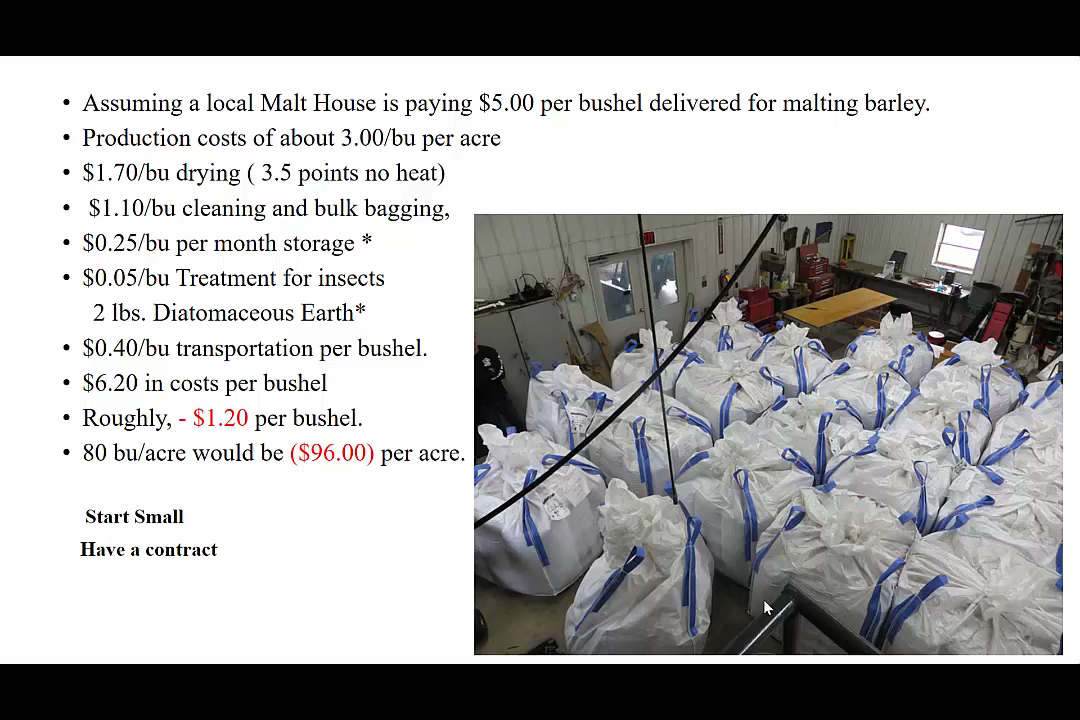 • Assuming a local Malt House is paying $5.00 per bushel delivered for malting barley.
• Production costs of about 3.00/bu per acre
• $1.70/bu drying ( 3.5 points no heat)
• $1.10/bu cleaning and bulk bagging,
• $0.25/bu per month storage *
• $0.05/bu Treatment for insects
2 lbs. Diatomaceous Earth*
• $0.40/bu transportation per bushel.
• $6.20 in costs per bushel
• Roughly, - $1.20 per bushel.
• 80 bu/acre would be ($96.00) per acre.
Start Small
Have a contract